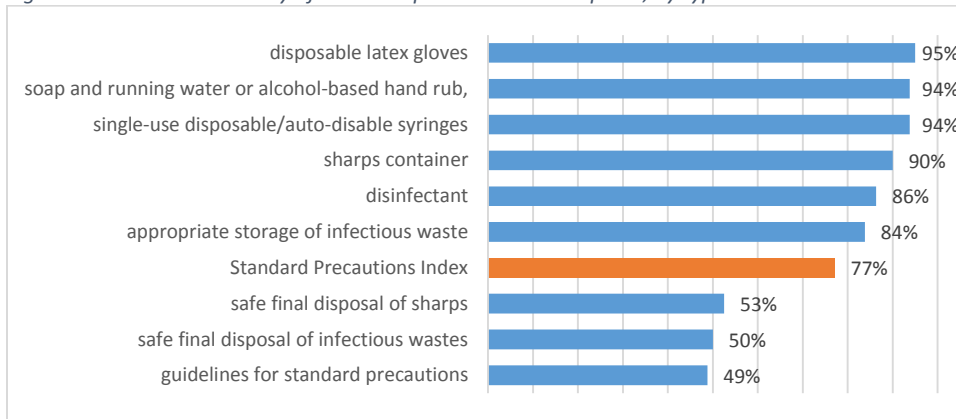 disposable latex gloves 95%
soap and running water or alcohol-based hand rub, 94%
single-use disposable/auto-disable syringes 94%
sharps container 90%
disinfectant 86%
appropriate storage of infectious waste 84%
Standard Precautions Index 77%
safe final disposal of sharps 53%
safe final disposal of infectious wastes 50%
guidelines for standard precautions 49%